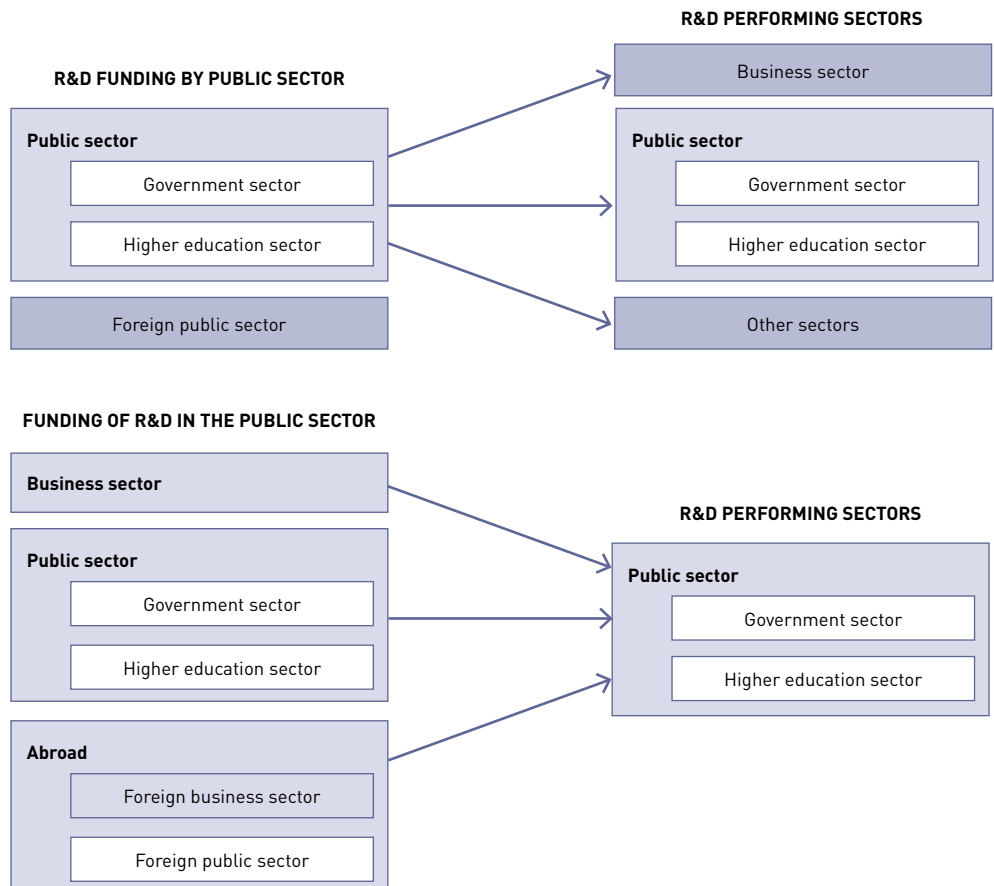 R&D PERFORMING SECTORS
R&D FUNDING BY PUBLIC SECTOR
Business sector
Public sector
Government sector
Higher education sector
Foreign public sector
Public sector
Government sector
Higher education sector
Other sectors
FUNDING OF R&D IN THE PUBLIC SECTOR
Business sector
Public sector
Government sector
Higher education sector
Abroad
Foreign business sector
Foreign public sector
R&D PERFORMING SECTORS
Public sector
Government sector
Higher education sector